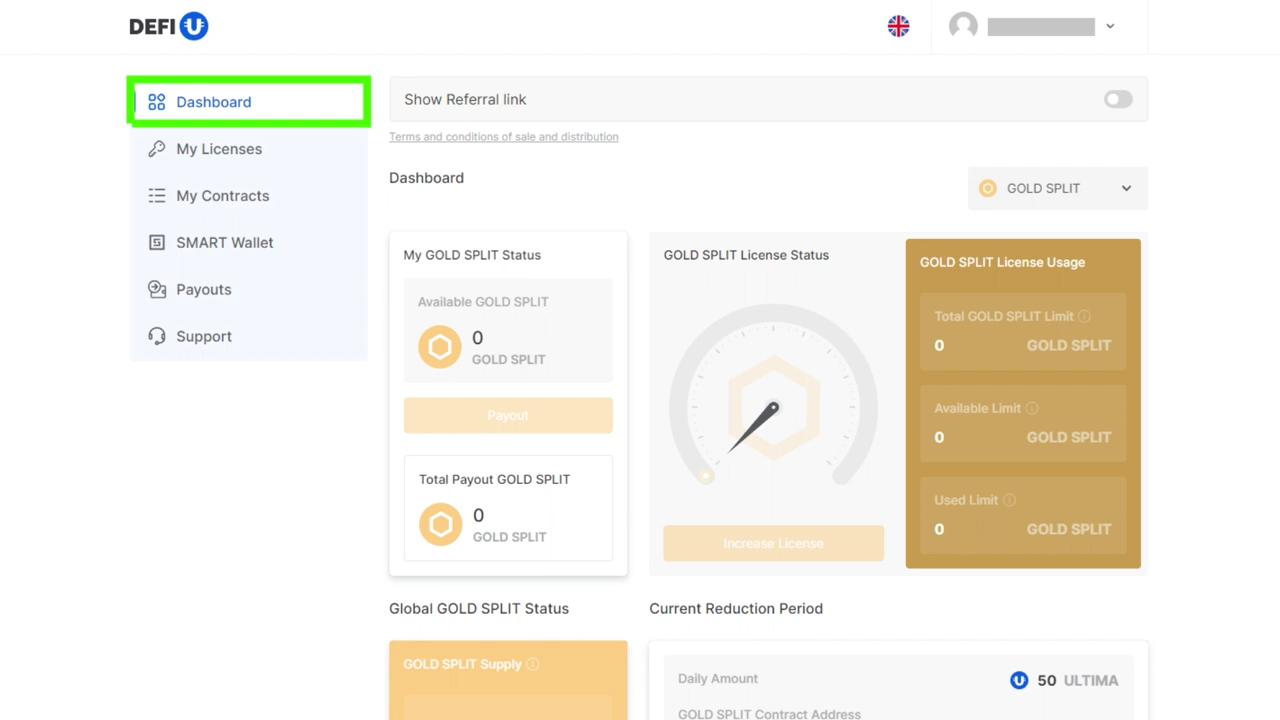 DEFI
Dashboard
My Licenses
My Contracts
SMART Wallet
Payouts
Support
Show Referral link
Terms and conditions of sale and distribution
Dashboard
GOLD SPLIT
My GOLD SPLIT Status
Available GOLD SPLIT
0
GOLD SPLIT
Payout
Total Payout GOLD SPLIT
0
GOLD SPLIT
GOLD SPLIT License Status
Increase License
GOLD SPLIT License Usage
Total GOLD SPLIT Limit
0 GOLD SPLIT
Available Limit
0 GOLD SPLIT
Used Limit
0 GOLD SPLIT
Global GOLD SPLIT Status
GOLD SPLIT Supply
Current Reduction Period
Daily Amount
50 ULTIMA
GOLD SPLIT Contract Address